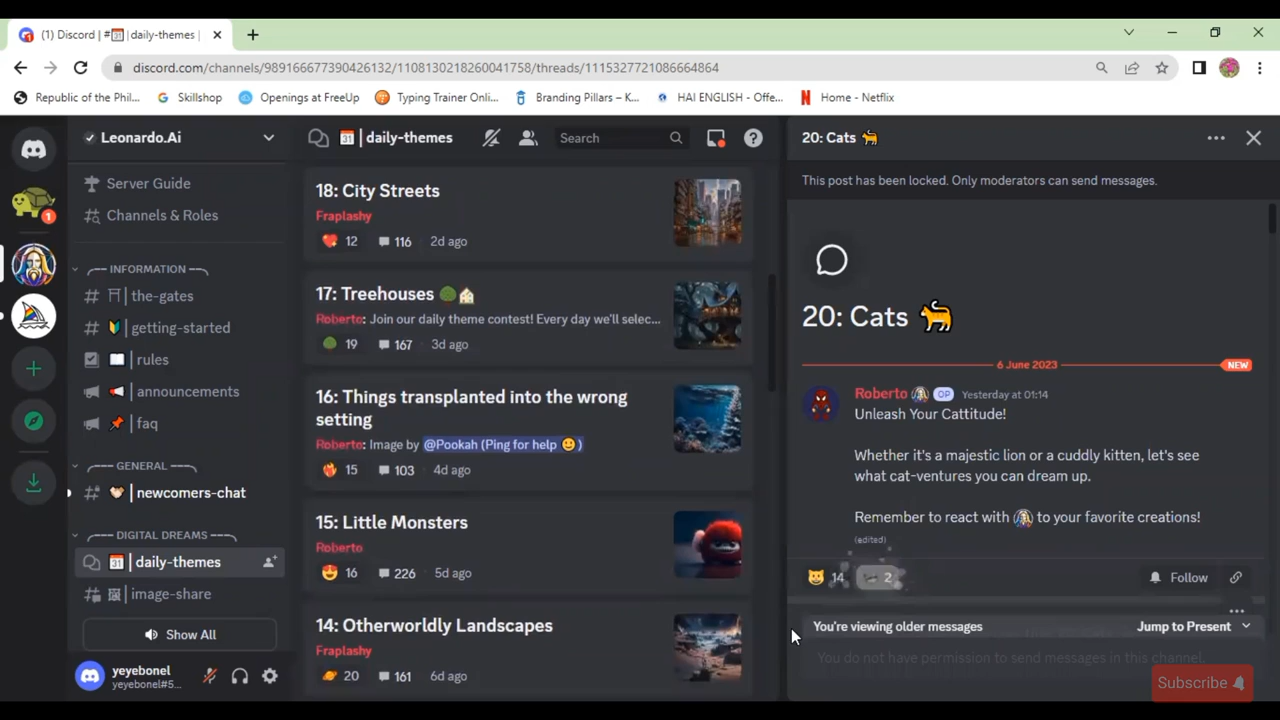 (1) Discord | #📅 | daily-themes |
discord.com/channels/989166677390426132/1108130218260041758/threads/1115327721086664864
Republic of the Phil...
Skillshop
Openings at FreeUp
Typing Trainer Onli...
Branding Pillars – K...
HAI ENGLISH - Offe...
Home - Netflix
Leonardo.Ai
Server Guide
Channels & Roles
INFORMATION
the-gates
getting-started
rules
announcements
faq
GENERAL
newcomers-chat
DIGITAL DREAMS
daily-themes
image-share
Show All
yeyebonel
yeyebonel#5...
1
| daily-themes
Search
18: City Streets
Fraplashy
12 116 2d ago
17: Treehouses
Roberto: Join our daily theme contest! Every day we'll selec...
19 167 3d ago
16: Things transplanted into the wrong
setting
Roberto: Image by @Pookah (Ping for help 🙂 )
15 103 4d ago
15: Little Monsters
Roberto
16 226 5d ago
14: Otherworldly Landscapes
Fraplashy
20 161 6d ago
20: Cats 🐈
This post has been locked. Only moderators can send messages.
20: Cats 🐈
6 June 2023 NEW
Roberto OP Yesterday at 01:14
Unleash Your Cattitude!
Whether it's a majestic lion or a cuddly kitten, let's see
what cat-ventures you can dream up.
Remember to react with to your favorite creations!
(edited)
14 2 Follow
You're viewing older messages Jump to Present
You do not have permission to send messages in this channel.
Subscribe